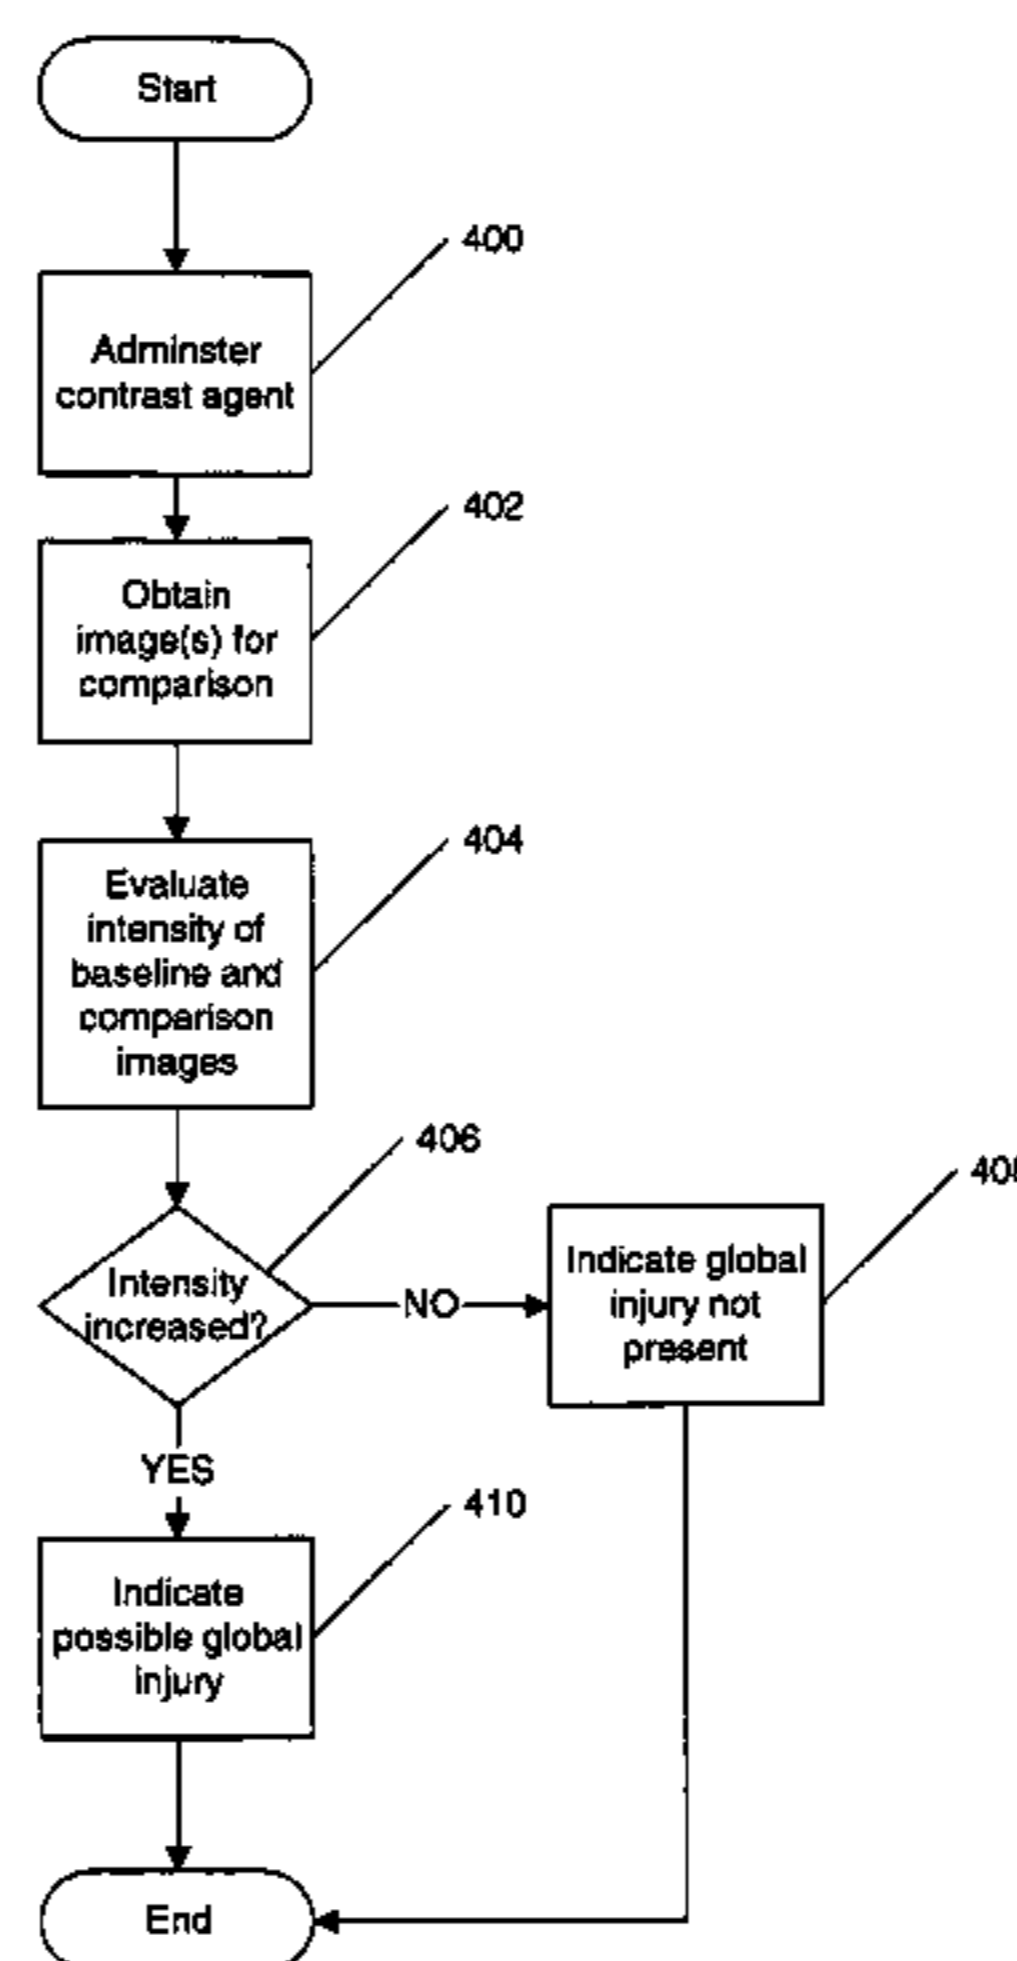 Start
400
Adminster
contrast agent
402
Obtain
image(s) for
comparison
404
Evaluate
intensity of
baseline and
comparison
images
406
Intensity
increased?
NO
Indicate global
injury not
present
YES
410
Indicate
possible global
injury
End